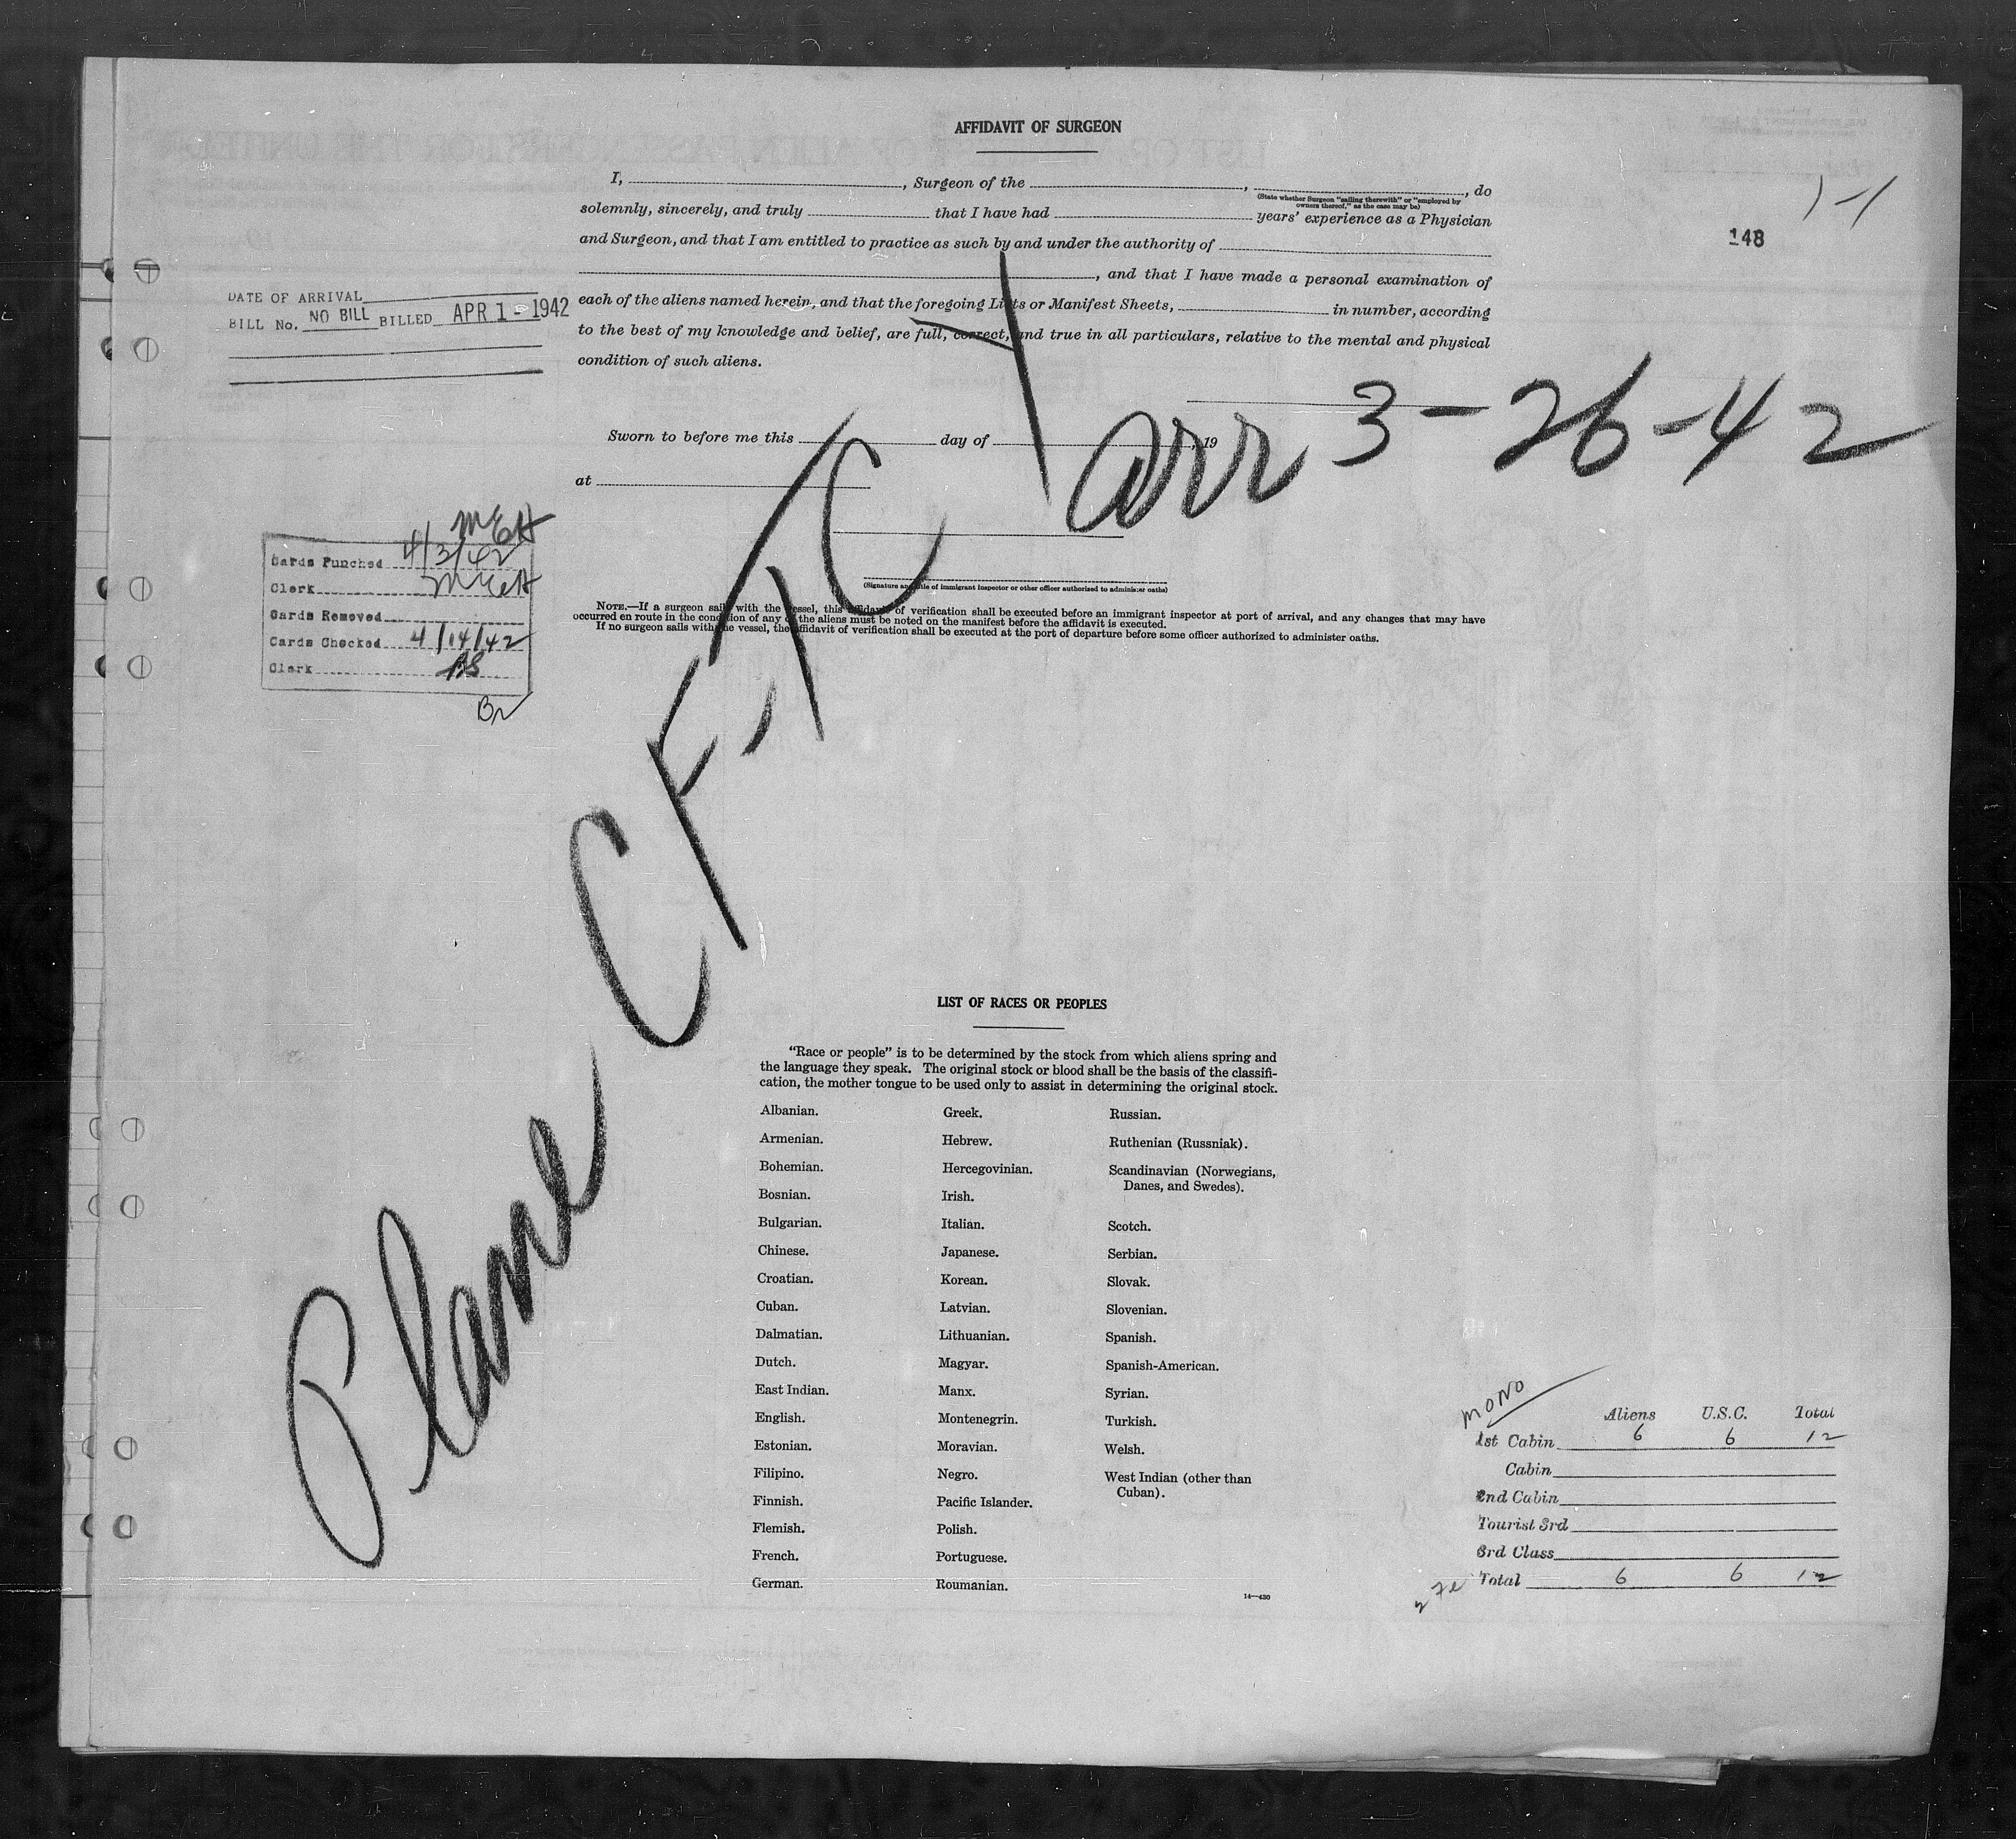 AFFIDAVIT OF SURGEON
I, , Surgeon of the , , do
(State whether Surgeon "sailing therewith" or "employed by
owners thereof," as the case may be)
solemnly, sincerely, and truly that I have had years' experience as a Physician
and Surgeon, and that I am entitled to practice as such by and under the authority of
, and that I have made a personal examination of
each of the aliens named herein, and that the foregoing Lists or Manifest Sheets, in number, according
to the best of my knowledge and belief, are full, correct, and true in all particulars, relative to the mental and physical
condition of such aliens.
1-1
148
DATE OF ARRIVAL
BILL No. NO BILL BILLED APR 1 - 1942
Sworn to before me this day of , 19
at
(Signature and title of immigrant inspector or other officer authorized to administer oaths)
NOTE.—If a surgeon sails with the vessel, this affidavit of verification shall be executed before an immigrant inspector at port of arrival, and any changes that may have
occurred en route in the condition of any of the aliens must be noted on the manifest before the affidavit is executed.
If no surgeon sails with the vessel, the affidavit of verification shall be executed at the port of departure before some officer authorized to administer oaths.
arr 3-26-42
Plane CF-
Cards Punched 4/3/42
Clerk
Cards Removed
Cards Checked 4/14/42
Clerk
LIST OF RACES OR PEOPLES
"Race or people" is to be determined by the stock from which aliens spring and
the language they speak. The original stock or blood shall be the basis of the classifi-
cation, the mother tongue to be used only to assist in determining the original stock.
Albanian.
Armenian.
Bohemian.
Bosnian.
Bulgarian.
Chinese.
Croatian.
Cuban.
Dalmatian.
Dutch.
East Indian.
English.
Estonian.
Filipino.
Finnish.
Flemish.
French.
German.
Greek.
Hebrew.
Hercegovinian.
Irish.
Italian.
Japanese.
Korean.
Latvian.
Lithuanian.
Magyar.
Manx.
Montenegrin.
Moravian.
Negro.
Pacific Islander.
Polish.
Portuguese.
Roumanian.
Russian.
Ruthenian (Russniak).
Scandinavian (Norwegians,
Danes, and Swedes).
Scotch.
Serbian.
Slovak.
Slovenian.
Spanish.
Spanish-American.
Syrian.
Turkish.
Welsh.
West Indian (other than
Cuban).
14—430
MONO
Aliens U.S.C. Total
1st Cabin 6 6 12
Cabin
2nd Cabin
Tourist 3rd
3rd Class
Total 6 6 12